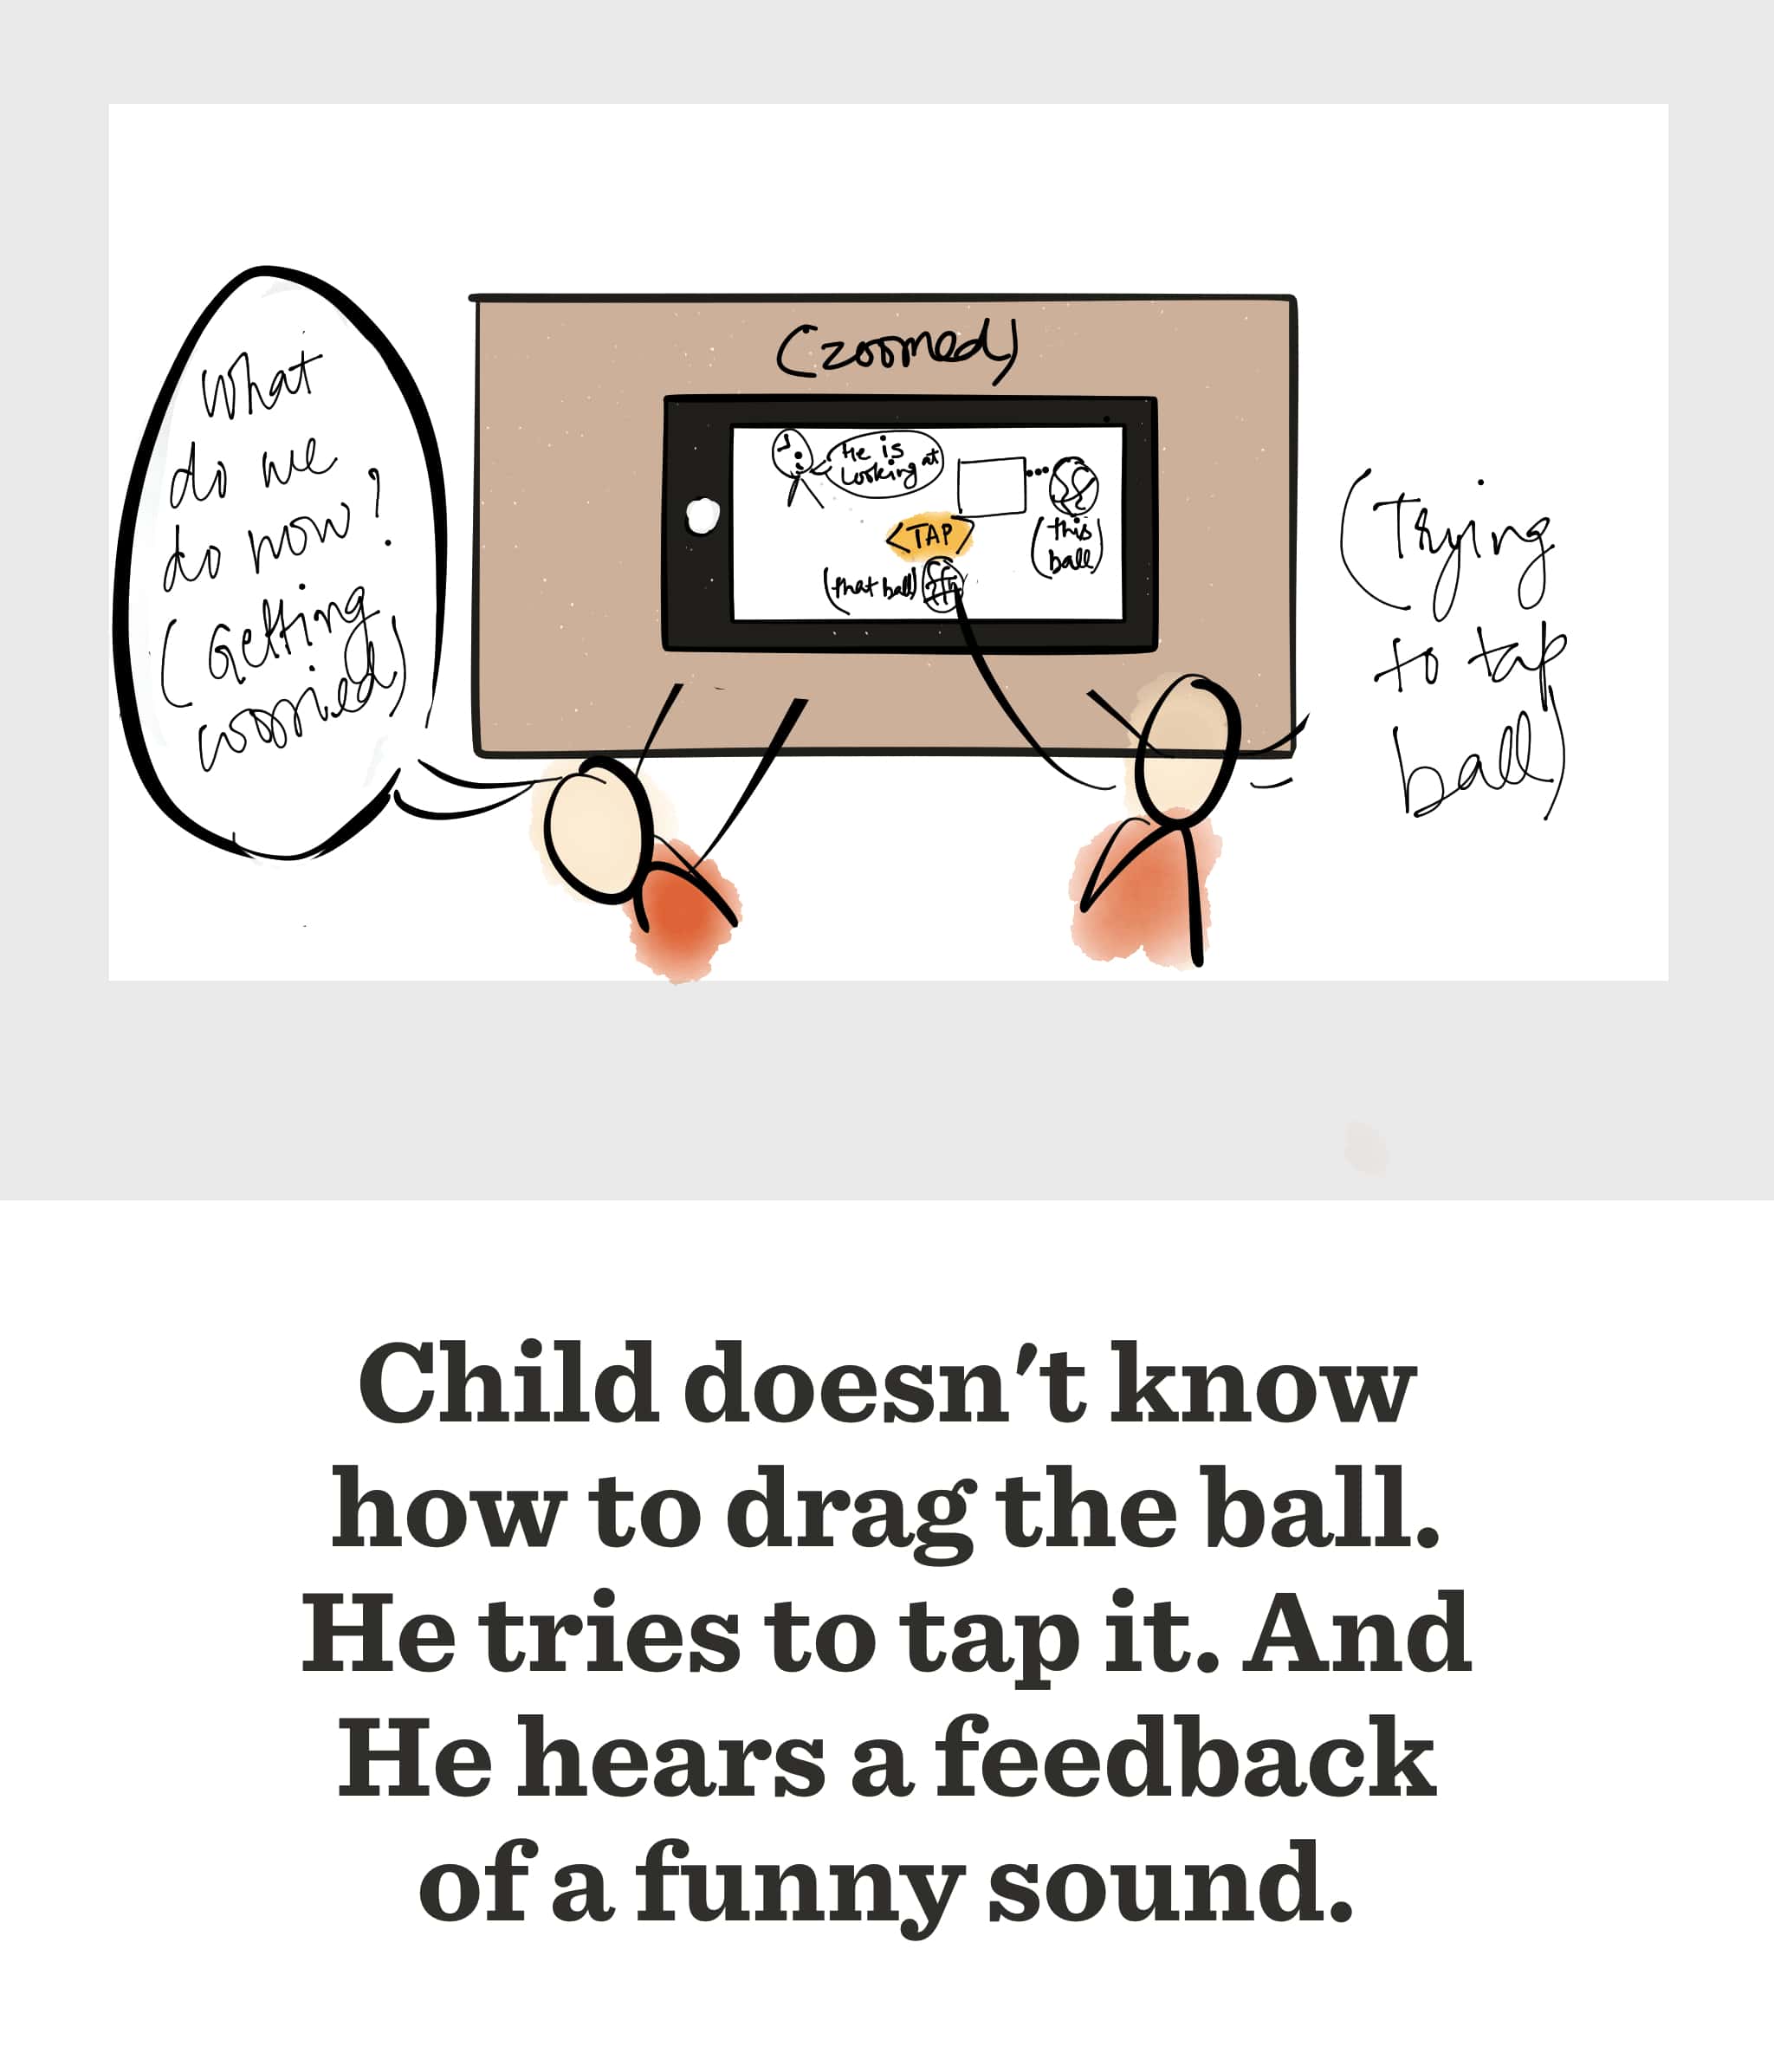 What
do we
do now?
(Getting
worried)
(zoomed)
He is
Looking at
<TAP>
(this
ball)
(that ball)
(Trying
to tap
ball)
Child doesn't know
how to drag the ball.
He tries to tap it. And
He hears a feedback
of a funny sound.